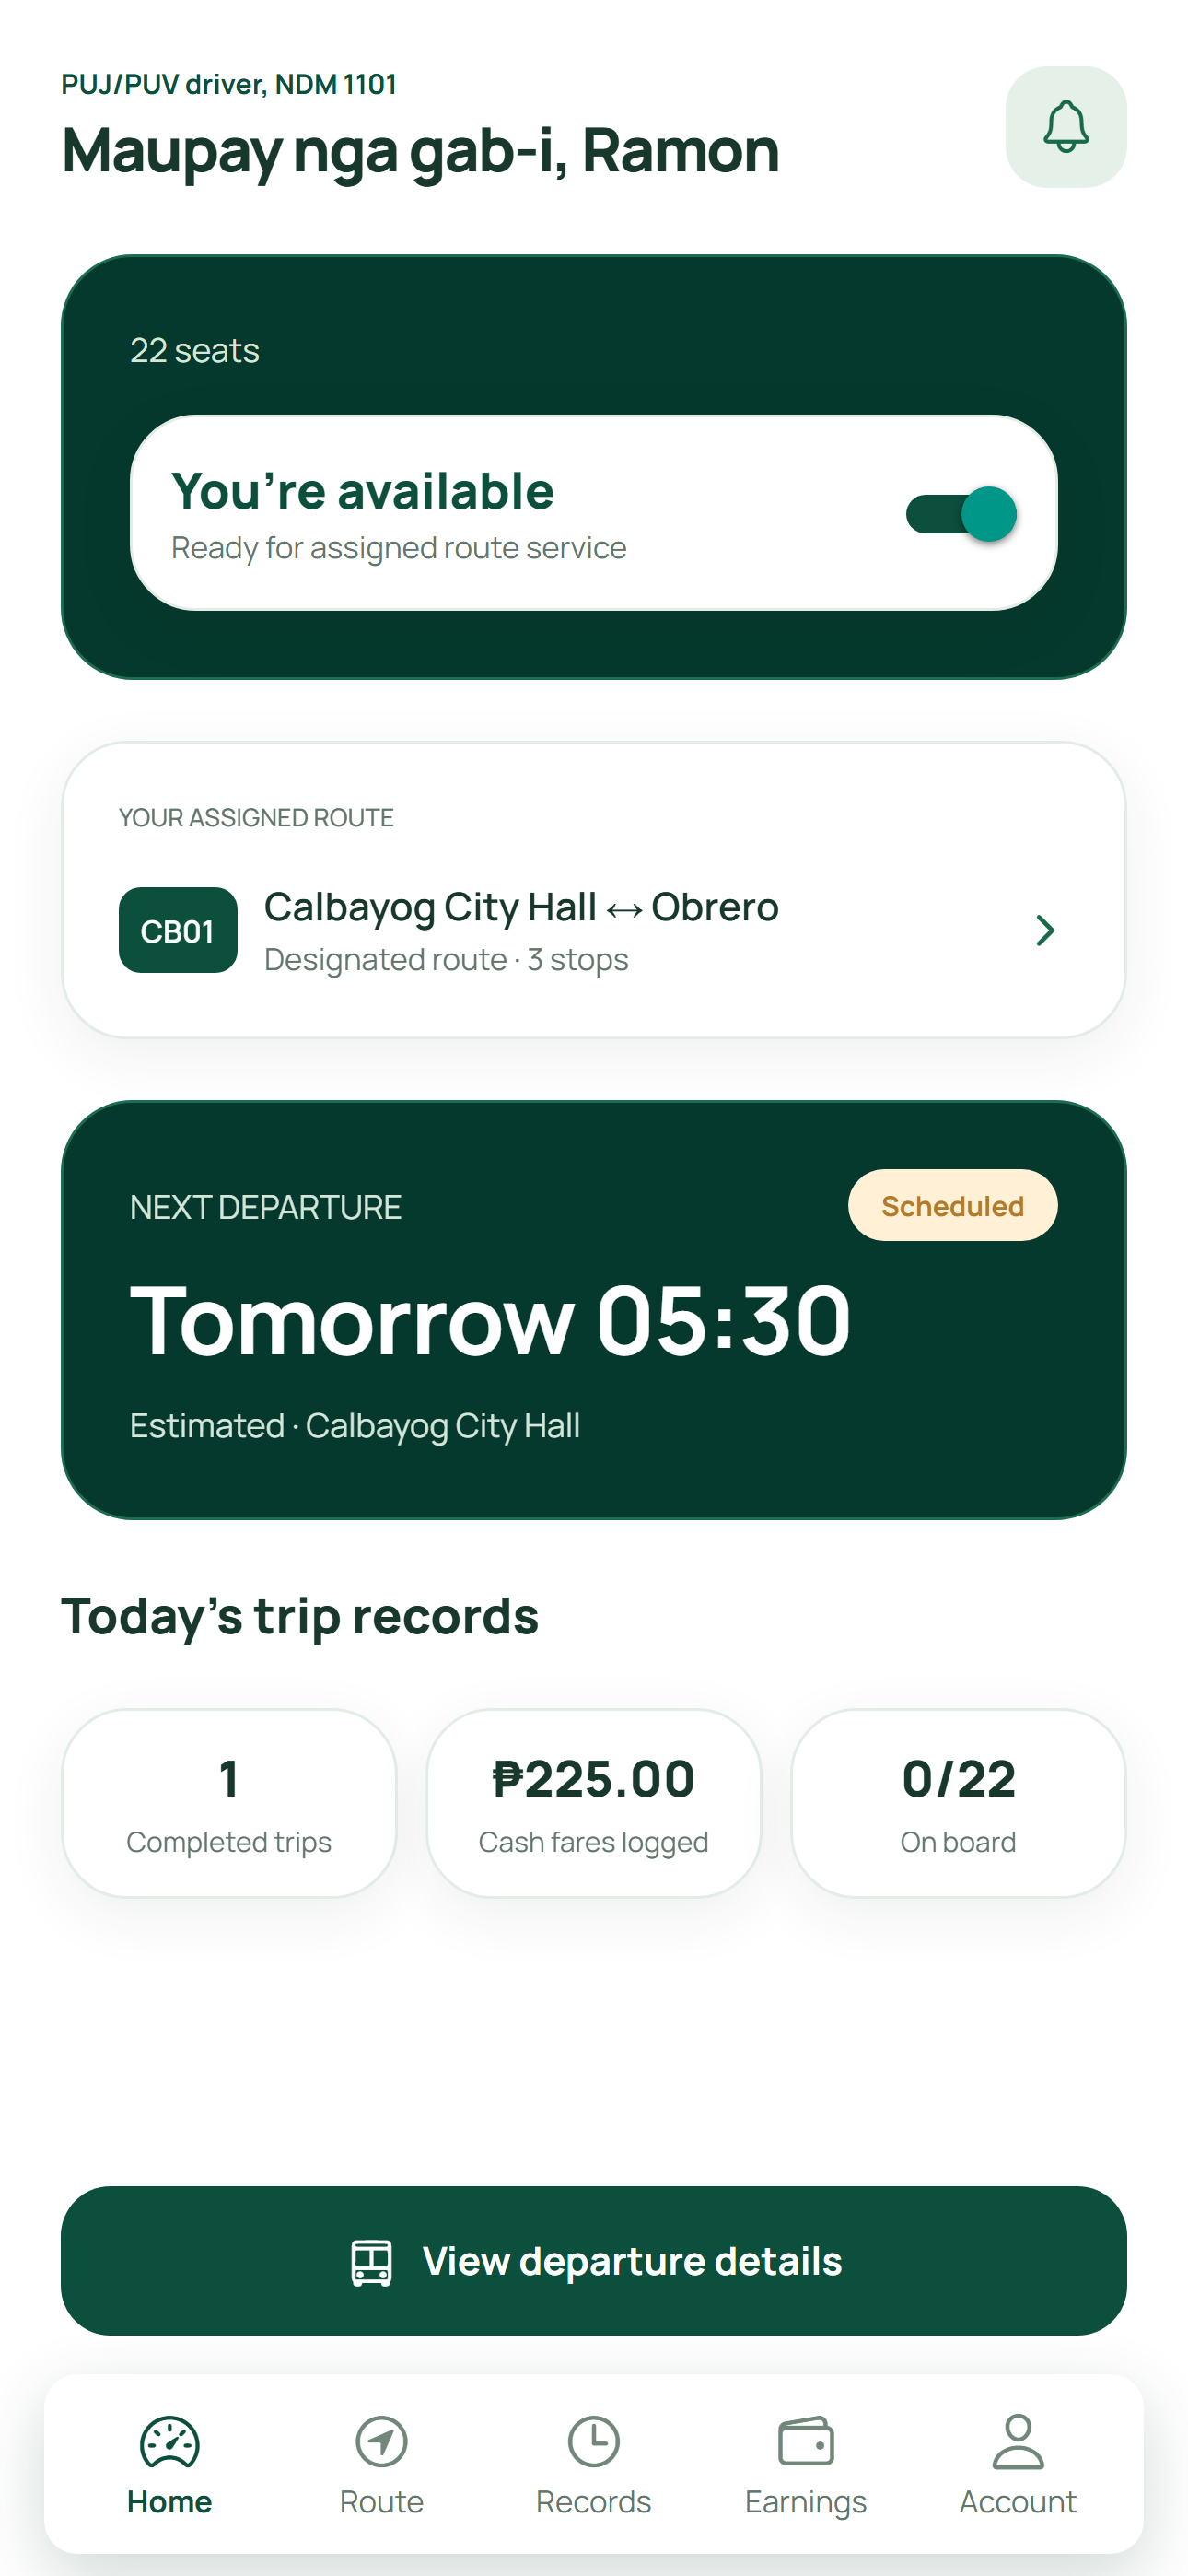 PUJ/PUV driver, NDM 1101
Maupay nga gab-i, Ramon
22 seats
You’re available
Ready for assigned route service
YOUR ASSIGNED ROUTE
CB01
Calbayog City Hall ↔ Obrero
Designated route · 3 stops
NEXT DEPARTURE
Scheduled
Tomorrow 05:30
Estimated · Calbayog City Hall
Today’s trip records
1
Completed trips
₱225.00
Cash fares logged
0/22
On board
View departure details
Home
Route
Records
Earnings
Account